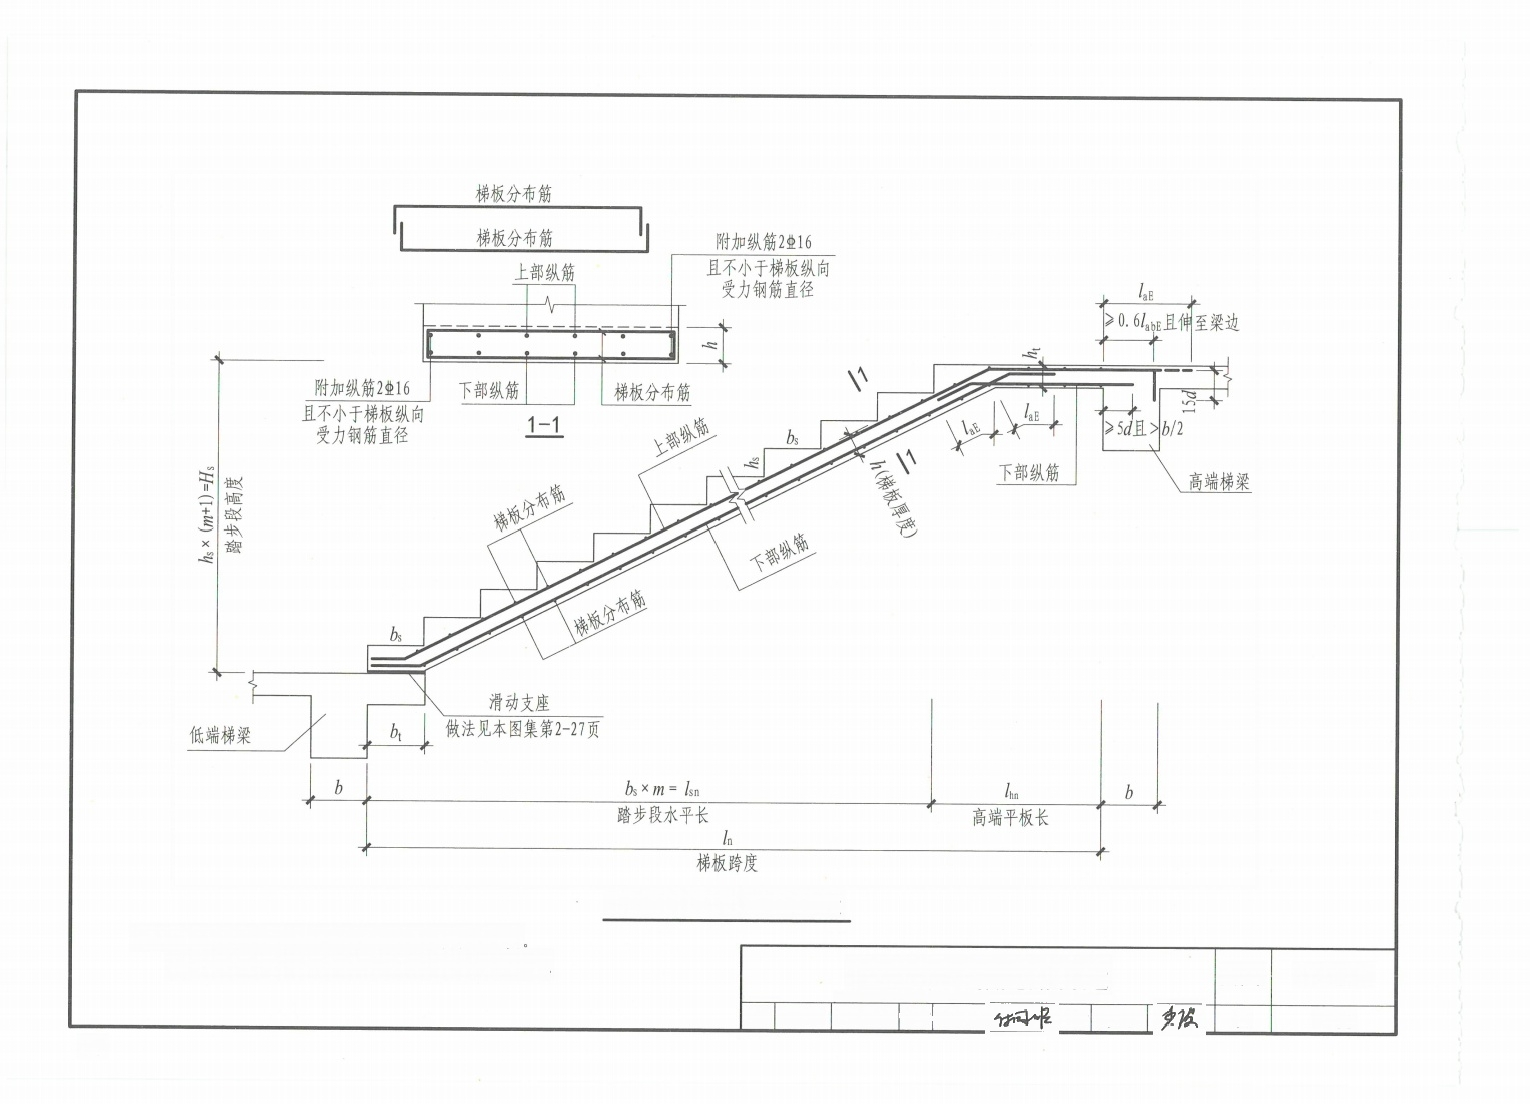 梯板分布筋
梯板分布筋
上部纵筋
附加纵筋2Φ16
且不小于梯板纵向
受力钢筋直径
h
附加纵筋2Φ16
且不小于梯板纵向
受力钢筋直径
下部纵筋
梯板分布筋
1-1
laE
≥0.6labE且伸至梁边
ht
15d
≥5d且>b/2
laE
laE
下部纵筋
高端梯梁
1
1
bs
hs
h(梯板厚度)
上部纵筋
梯板分布筋
下部纵筋
梯板分布筋
hs×(m+1)=Hs
踏步段高度
bs
滑动支座
做法见本图集第2-27页
低端梯梁
bt
b
bs×m=lsn
踏步段水平长
lhn
高端平板长
b
ln
梯板跨度